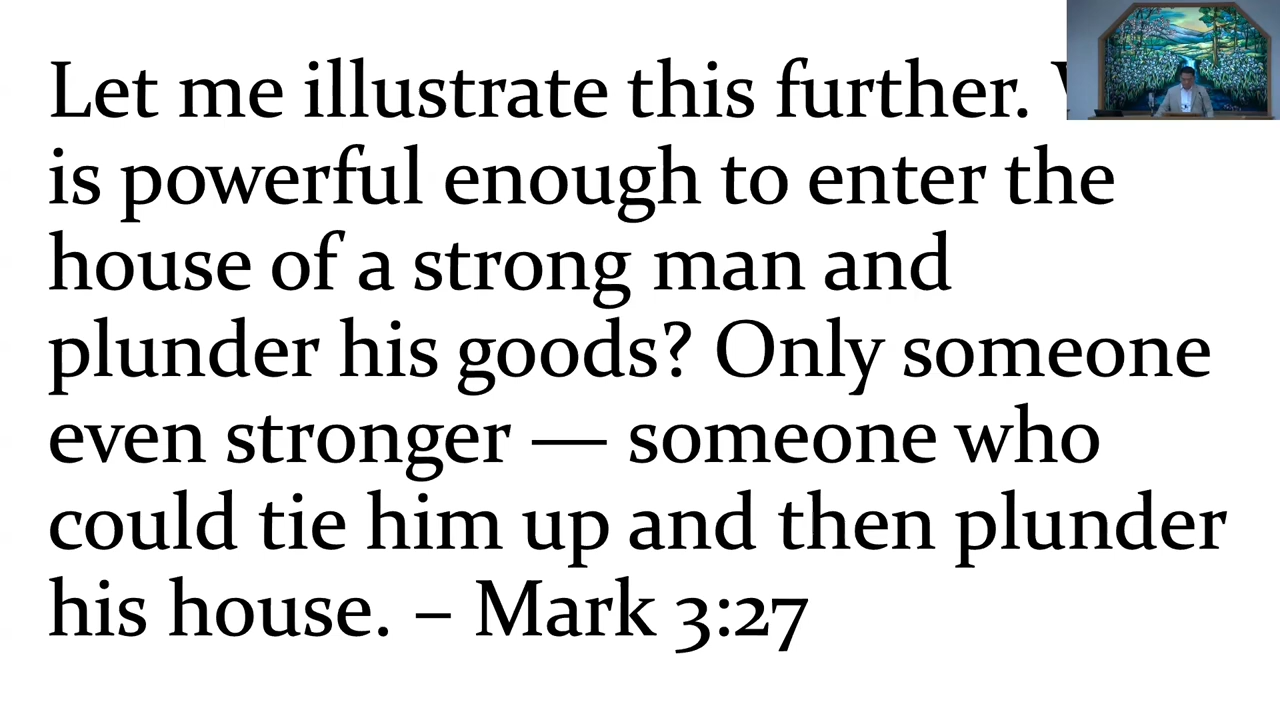 Let me illustrate this further.
is powerful enough to enter the
house of a strong man and
plunder his goods? Only someone
even stronger — someone who
could tie him up and then plunder
his house. – Mark 3:27